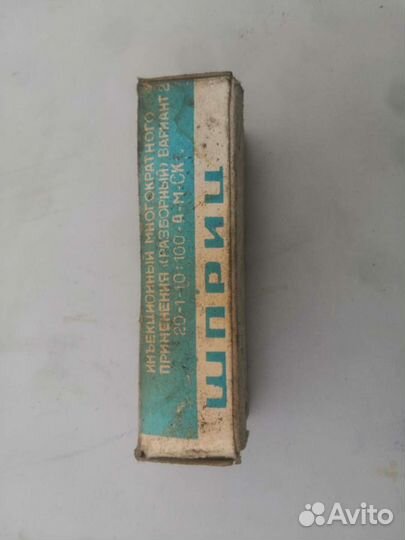 ШПРИЦ
ИНЪЕКЦИОННЫЙ МНОГОКРАТНОГО
ПРИМЕНЕНИЯ (РАЗБОРНЫЙ) ВАРИАНТ 2
20-1-10:100-А-М-СК
Avito